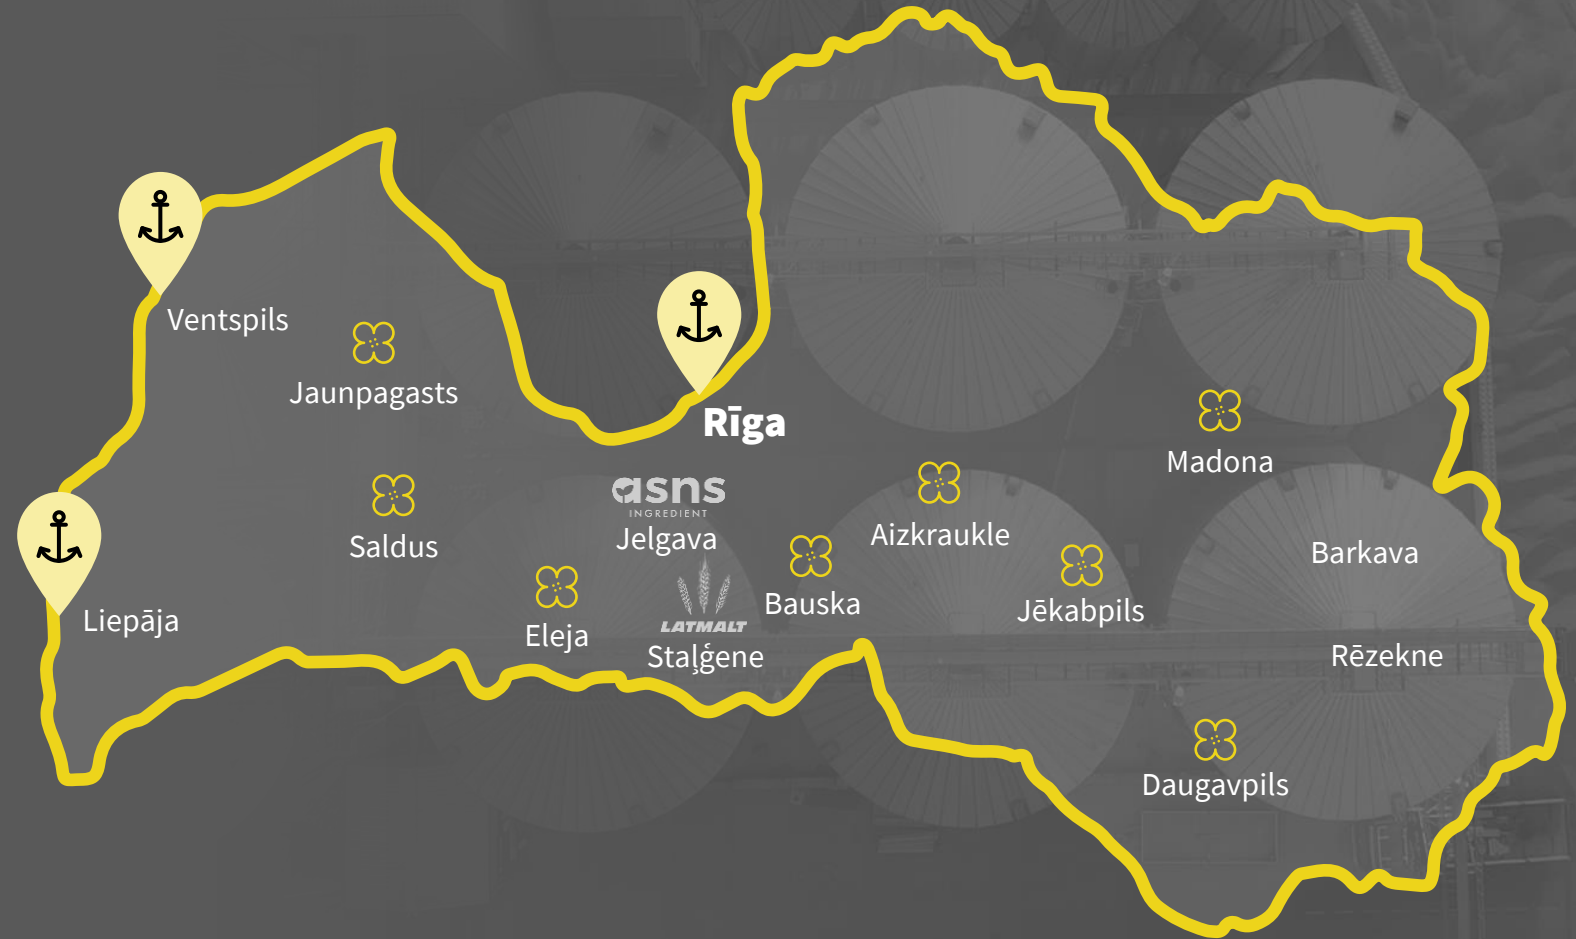 Ventspils
Jaunpagasts
Rīga
Madona
asns
INGREDIENT
Jelgava
Saldus
Aizkraukle
Barkava
Bauska
Jēkabpils
Liepāja
Eleja
LATMALT
Staļģene
Rēzekne
Daugavpils